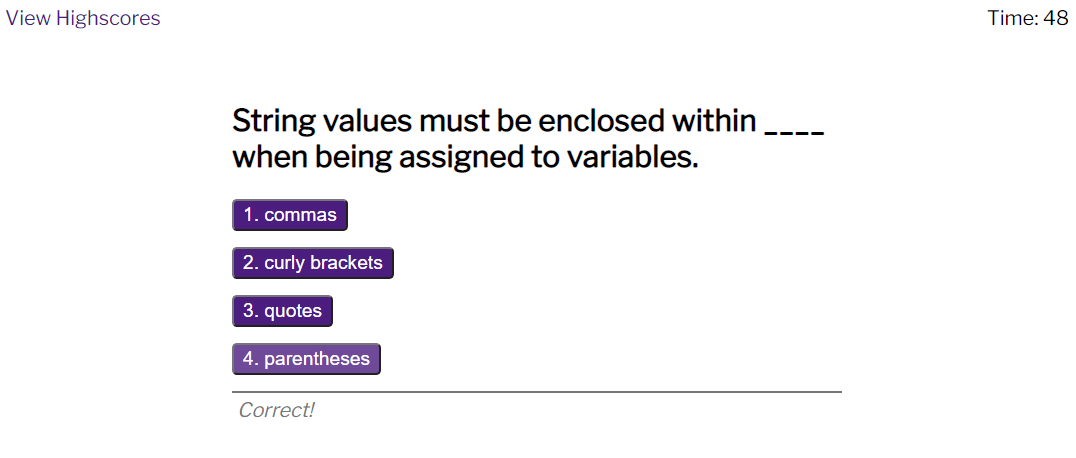 View Highscores
Time: 48
String values must be enclosed within ____
when being assigned to variables.
1. commas
2. curly brackets
3. quotes
4. parentheses
Correct!